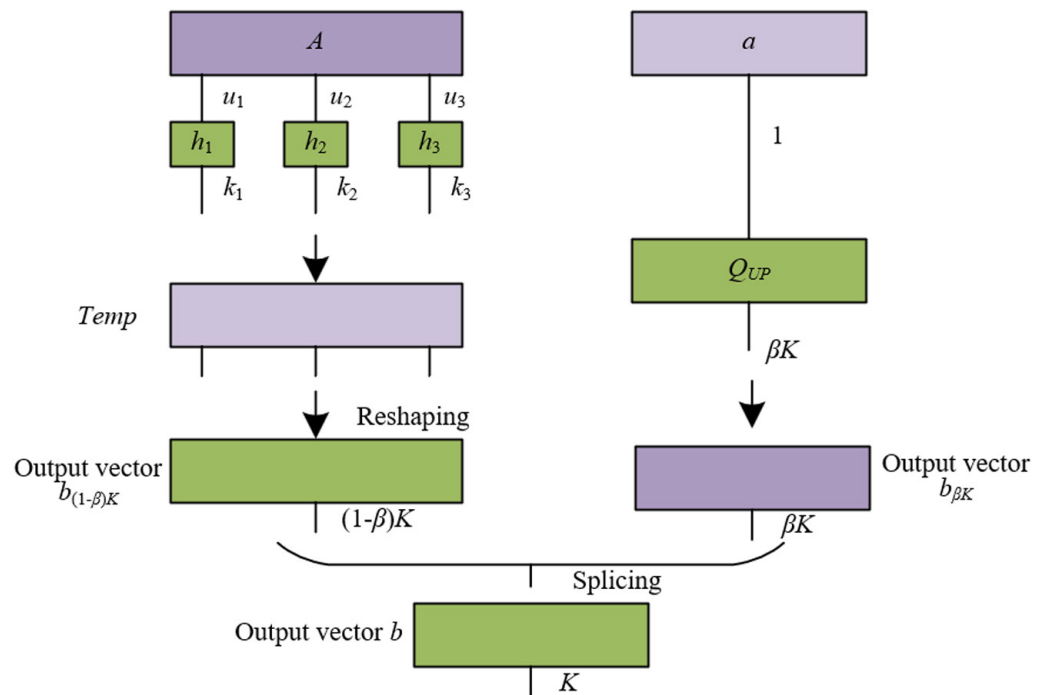 A
a
u₁ u₂ u₃
1
h₁ h₂ h₃
k₁ k₂ k₃
Q_UP
Temp
βK
Reshaping
Output vector
b₍₁₋β₎K
Output vector
bβK
(1-β)K
βK
Splicing
Output vector b
K